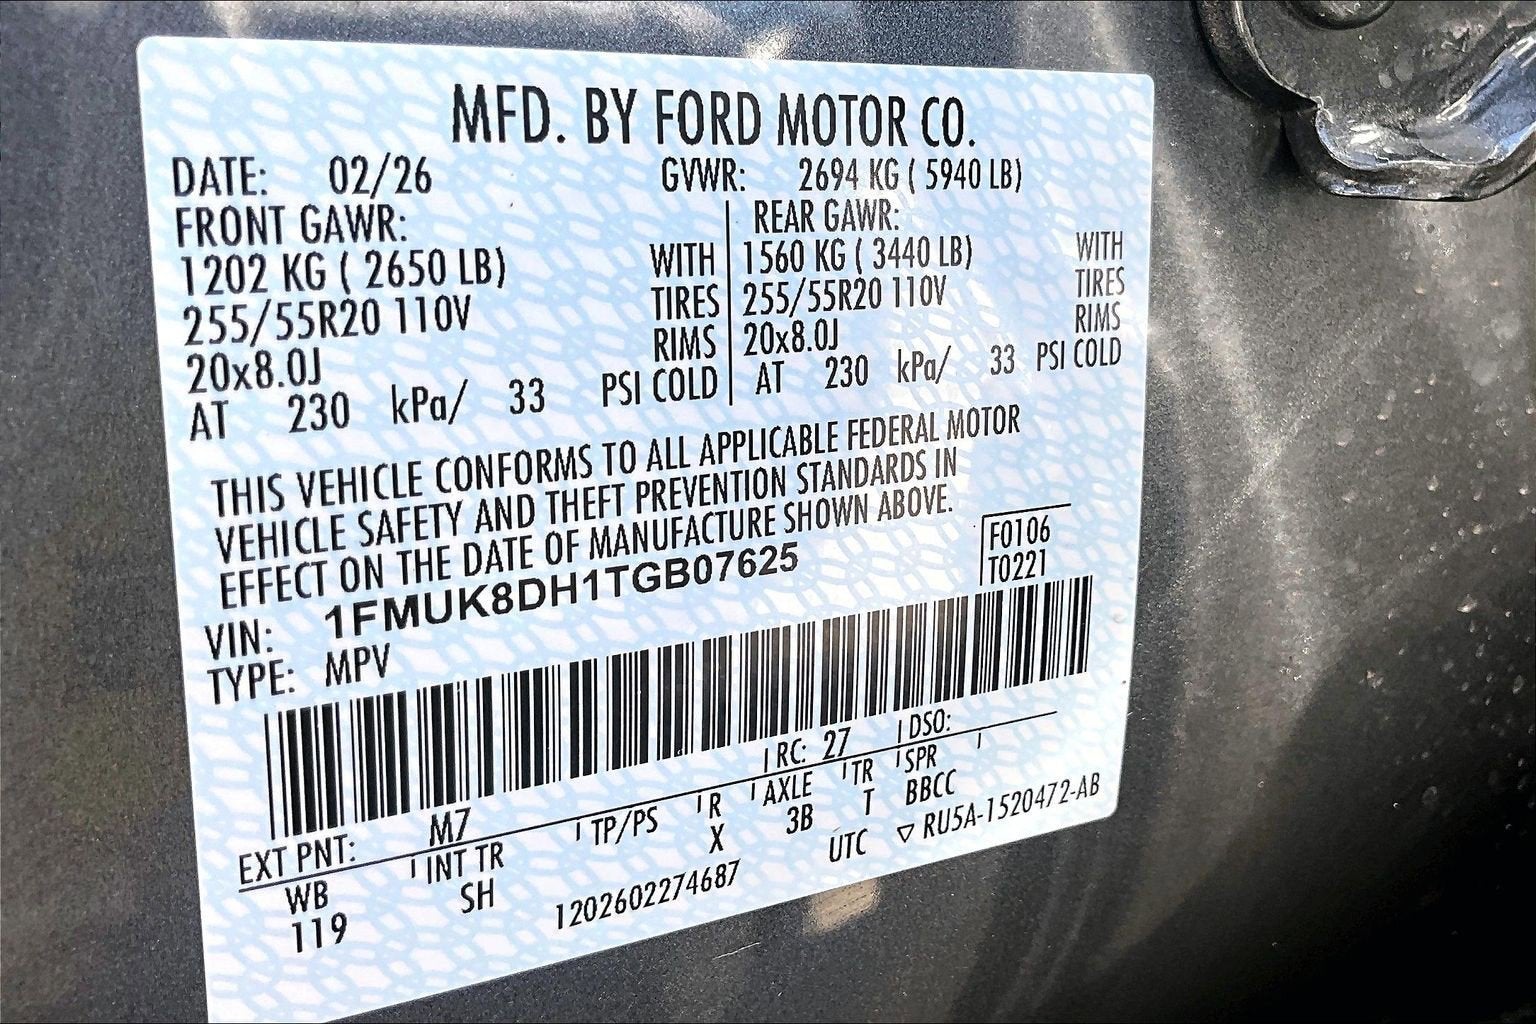 MFD. BY FORD MOTOR CO.
DATE: 02/26 GVWR: 2694 KG ( 5940 LB)
FRONT GAWR: REAR GAWR:
1202 KG ( 2650 LB) WITH 1560 KG ( 3440 LB) WITH
255/55R20 110V TIRES 255/55R20 110V TIRES
20x8.0J RIMS 20x8.0J RIMS
AT 230 kPa/ 33 PSI COLD AT 230 kPa/ 33 PSI COLD
THIS VEHICLE CONFORMS TO ALL APPLICABLE FEDERAL MOTOR
VEHICLE SAFETY AND THEFT PREVENTION STANDARDS IN
EFFECT ON THE DATE OF MANUFACTURE SHOWN ABOVE.
F0106
T0221
VIN: 1FMUK8DH1TGB07625
TYPE: MPV
EXT PNT: M7 RC: 27 DSO:
WB INT TR TP/PS R AXLE TR SPR
119 SH X 3B T BBCC
1202602274687 UTC ▽ RU5A-1520472-AB